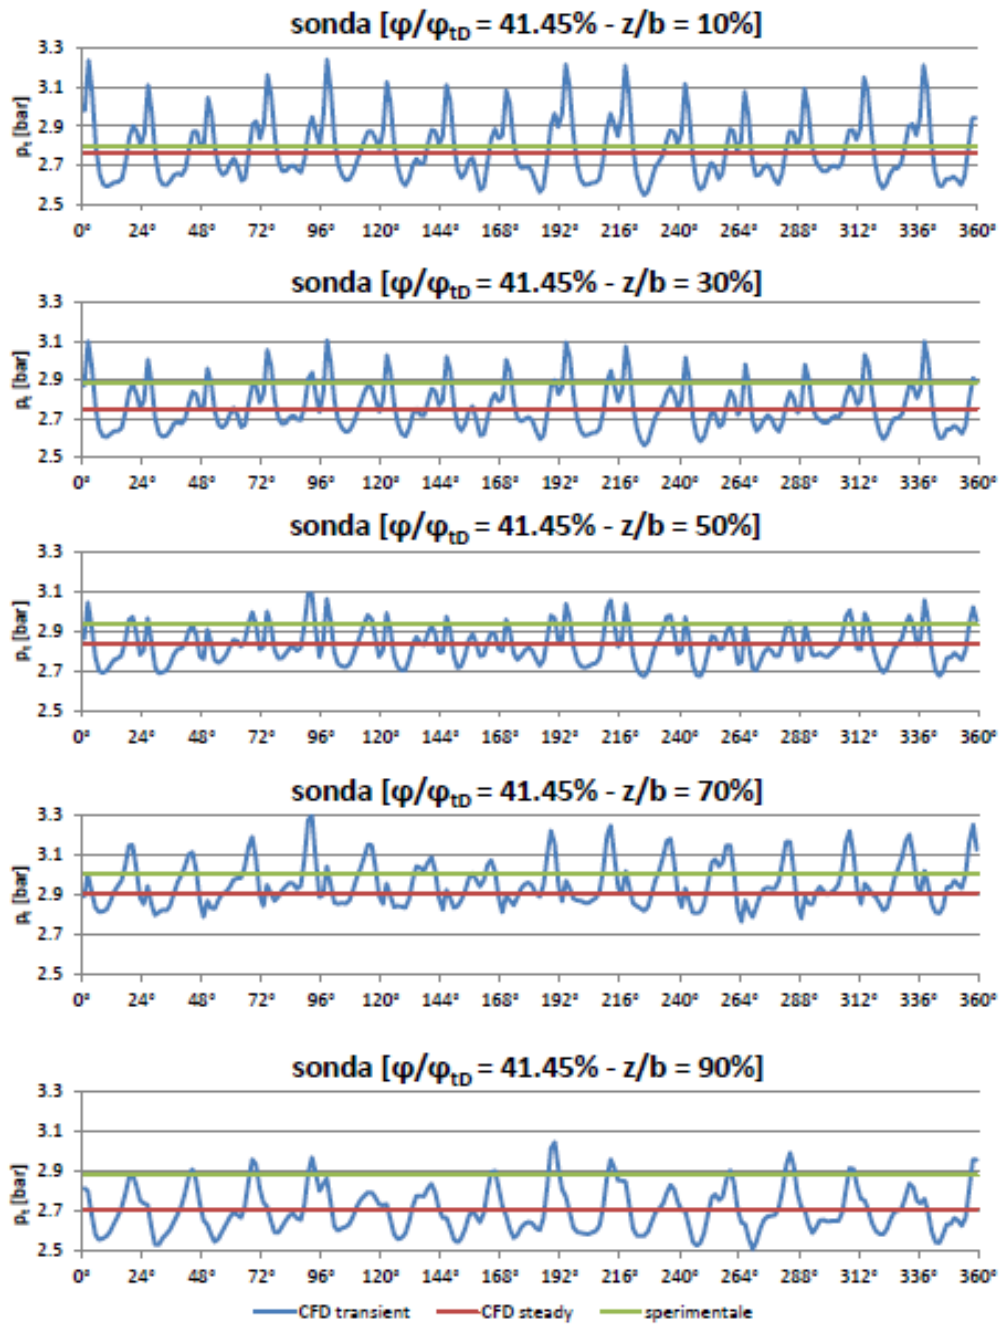 sonda [φ/φtD = 41.45% - z/b = 10%]
3.3
3.1
2.9
2.7
2.5
pt [bar]
0° 24° 48° 72° 96° 120° 144° 168° 192° 216° 240° 264° 288° 312° 336° 360°
sonda [φ/φtD = 41.45% - z/b = 30%]
3.3
3.1
2.9
2.7
2.5
pt [bar]
0° 24° 48° 72° 96° 120° 144° 168° 192° 216° 240° 264° 288° 312° 336° 360°
sonda [φ/φtD = 41.45% - z/b = 50%]
3.3
3.1
2.9
2.7
2.5
pt [bar]
0° 24° 48° 72° 96° 120° 144° 168° 192° 216° 240° 264° 288° 312° 336° 360°
sonda [φ/φtD = 41.45% - z/b = 70%]
3.3
3.1
2.9
2.7
2.5
pt [bar]
0° 24° 48° 72° 96° 120° 144° 168° 192° 216° 240° 264° 288° 312° 336° 360°
sonda [φ/φtD = 41.45% - z/b = 90%]
3.3
3.1
2.9
2.7
2.5
pt [bar]
0° 24° 48° 72° 96° 120° 144° 168° 192° 216° 240° 264° 288° 312° 336° 360°
CFD transient CFD steady sperimentale